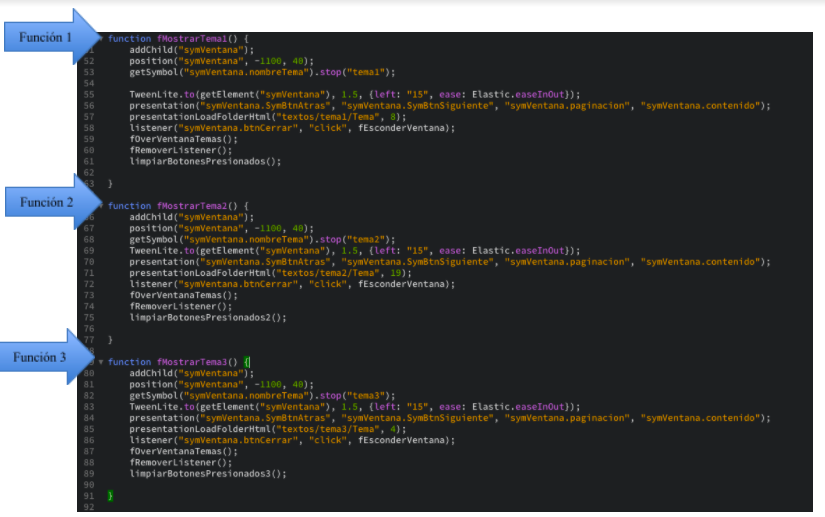 Función 1
function fMostrarTema1() {
51 addChild("symVentana");
52 position("symVentana", -1100, 40);
53 getSymbol("symVentana.nombreTema").stop("tema1");
54
55 TweenLite.to(getElement("symVentana"), 1.5, {left: "15", ease: Elastic.easeInOut});
56 presentation("symVentana.SymBtnAtras", "symVentana.SymBtnSiguiente", "symVentana.paginacion", "symVentana.contenido");
57 presentationLoadFolderHtml("textos/tema1/Tema", 8);
58 listener("symVentana.btnCerrar", "click", fEsconderVentana);
59 fOverVentanaTemas();
60 fRemoverListener();
61 limpiarBotonesPresionados();
62
63 }
Función 2
function fMostrarTema2() {
66 addChild("symVentana");
67 position("symVentana", -1100, 40);
68 getSymbol("symVentana.nombreTema").stop("tema2");
69 TweenLite.to(getElement("symVentana"), 1.5, {left: "15", ease: Elastic.easeInOut});
70 presentation("symVentana.SymBtnAtras", "symVentana.SymBtnSiguiente", "symVentana.paginacion", "symVentana.contenido");
71 presentationLoadFolderHtml("textos/tema2/Tema", 19);
72 listener("symVentana.btnCerrar", "click", fEsconderVentana);
73 fOverVentanaTemas();
74 fRemoverListener();
75 limpiarBotonesPresionados2();
76
77 }
Función 3
function fMostrarTema3() {
80 addChild("symVentana");
81 position("symVentana", -1100, 40);
82 getSymbol("symVentana.nombreTema").stop("tema3");
83 TweenLite.to(getElement("symVentana"), 1.5, {left: "15", ease: Elastic.easeInOut});
84 presentation("symVentana.SymBtnAtras", "symVentana.SymBtnSiguiente", "symVentana.paginacion", "symVentana.contenido");
85 presentationLoadFolderHtml("textos/tema3/Tema", 4);
86 listener("symVentana.btnCerrar", "click", fEsconderVentana);
87 fOverVentanaTemas();
88 fRemoverListener();
89 limpiarBotonesPresionados3();
90
91 }
92